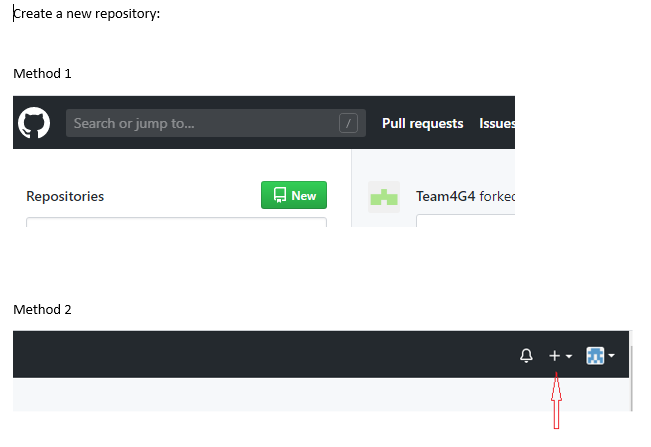 Create a new repository:
Method 1
Search or jump to... /
Pull requests Issues
Repositories
New
Team4G4 forked
Method 2